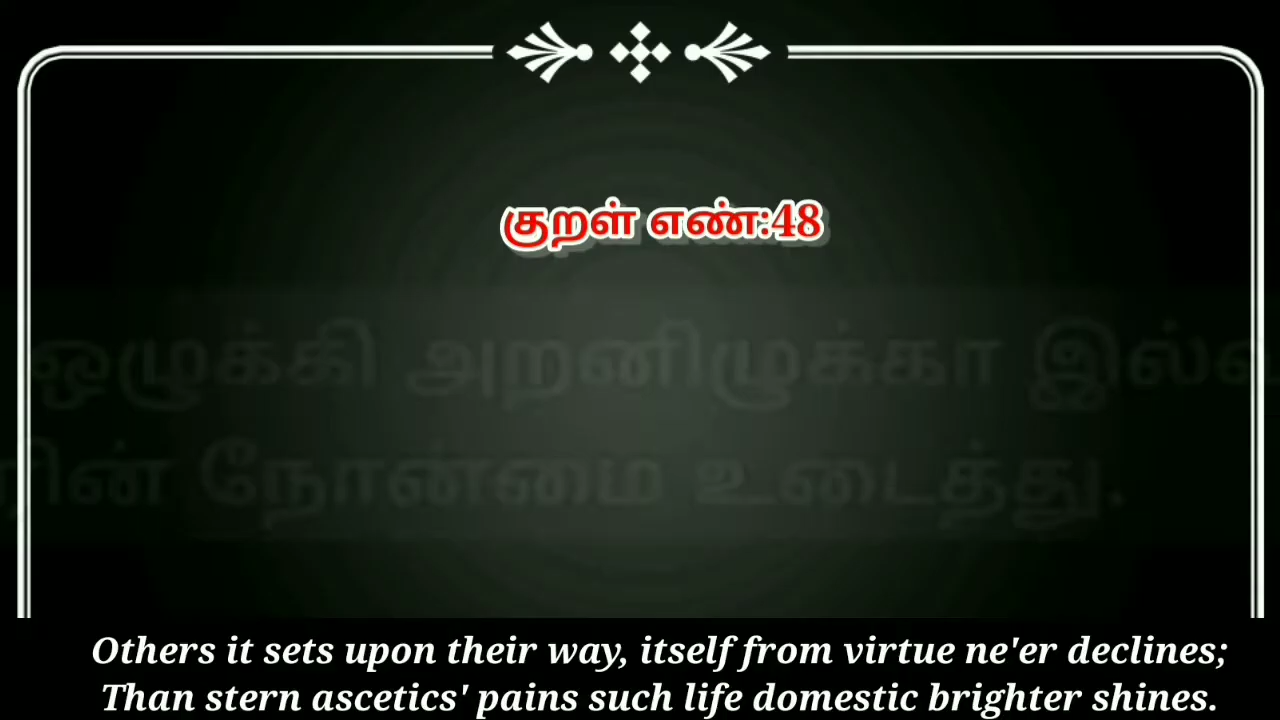 குறள் எண்:48
ஒழுக்கி அறனிழுக்கா
நோன்மை உடைத்து.
Others it sets upon their way, itself from virtue ne'er declines;
Than stern ascetics' pains such life domestic brighter shines.